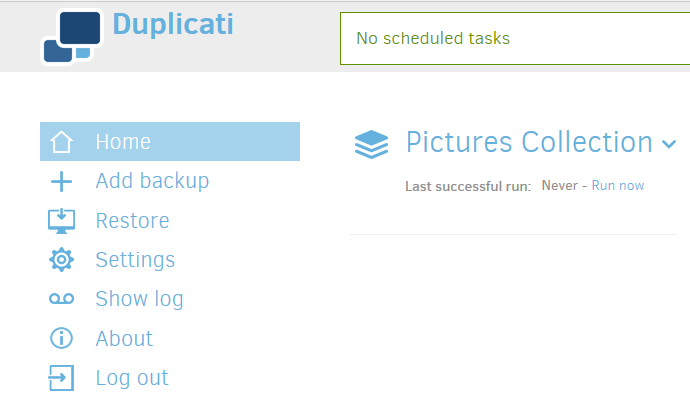 Duplicati
No scheduled tasks
Home
Add backup
Restore
Settings
Show log
About
Log out
Pictures Collection
Last successful run: Never - Run now